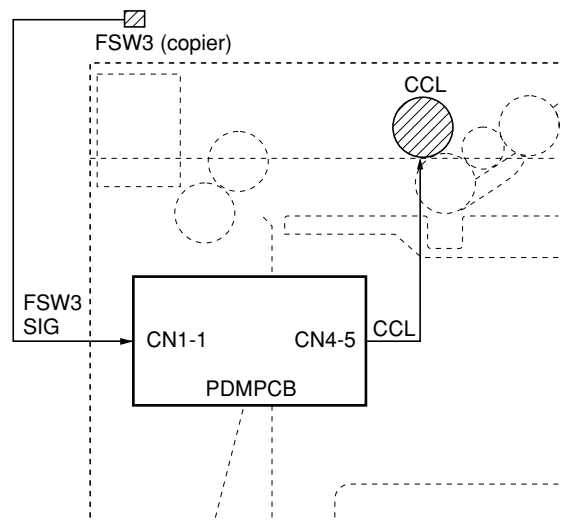 FSW3 (copier)
CCL
FSW3
SIG
CN1-1
CN4-5
CCL
PDMPCB